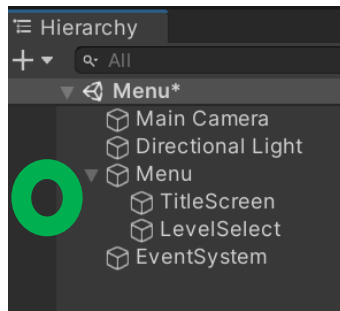 Hierarchy
All
Menu*
Main Camera
Directional Light
Menu
TitleScreen
LevelSelect
EventSystem